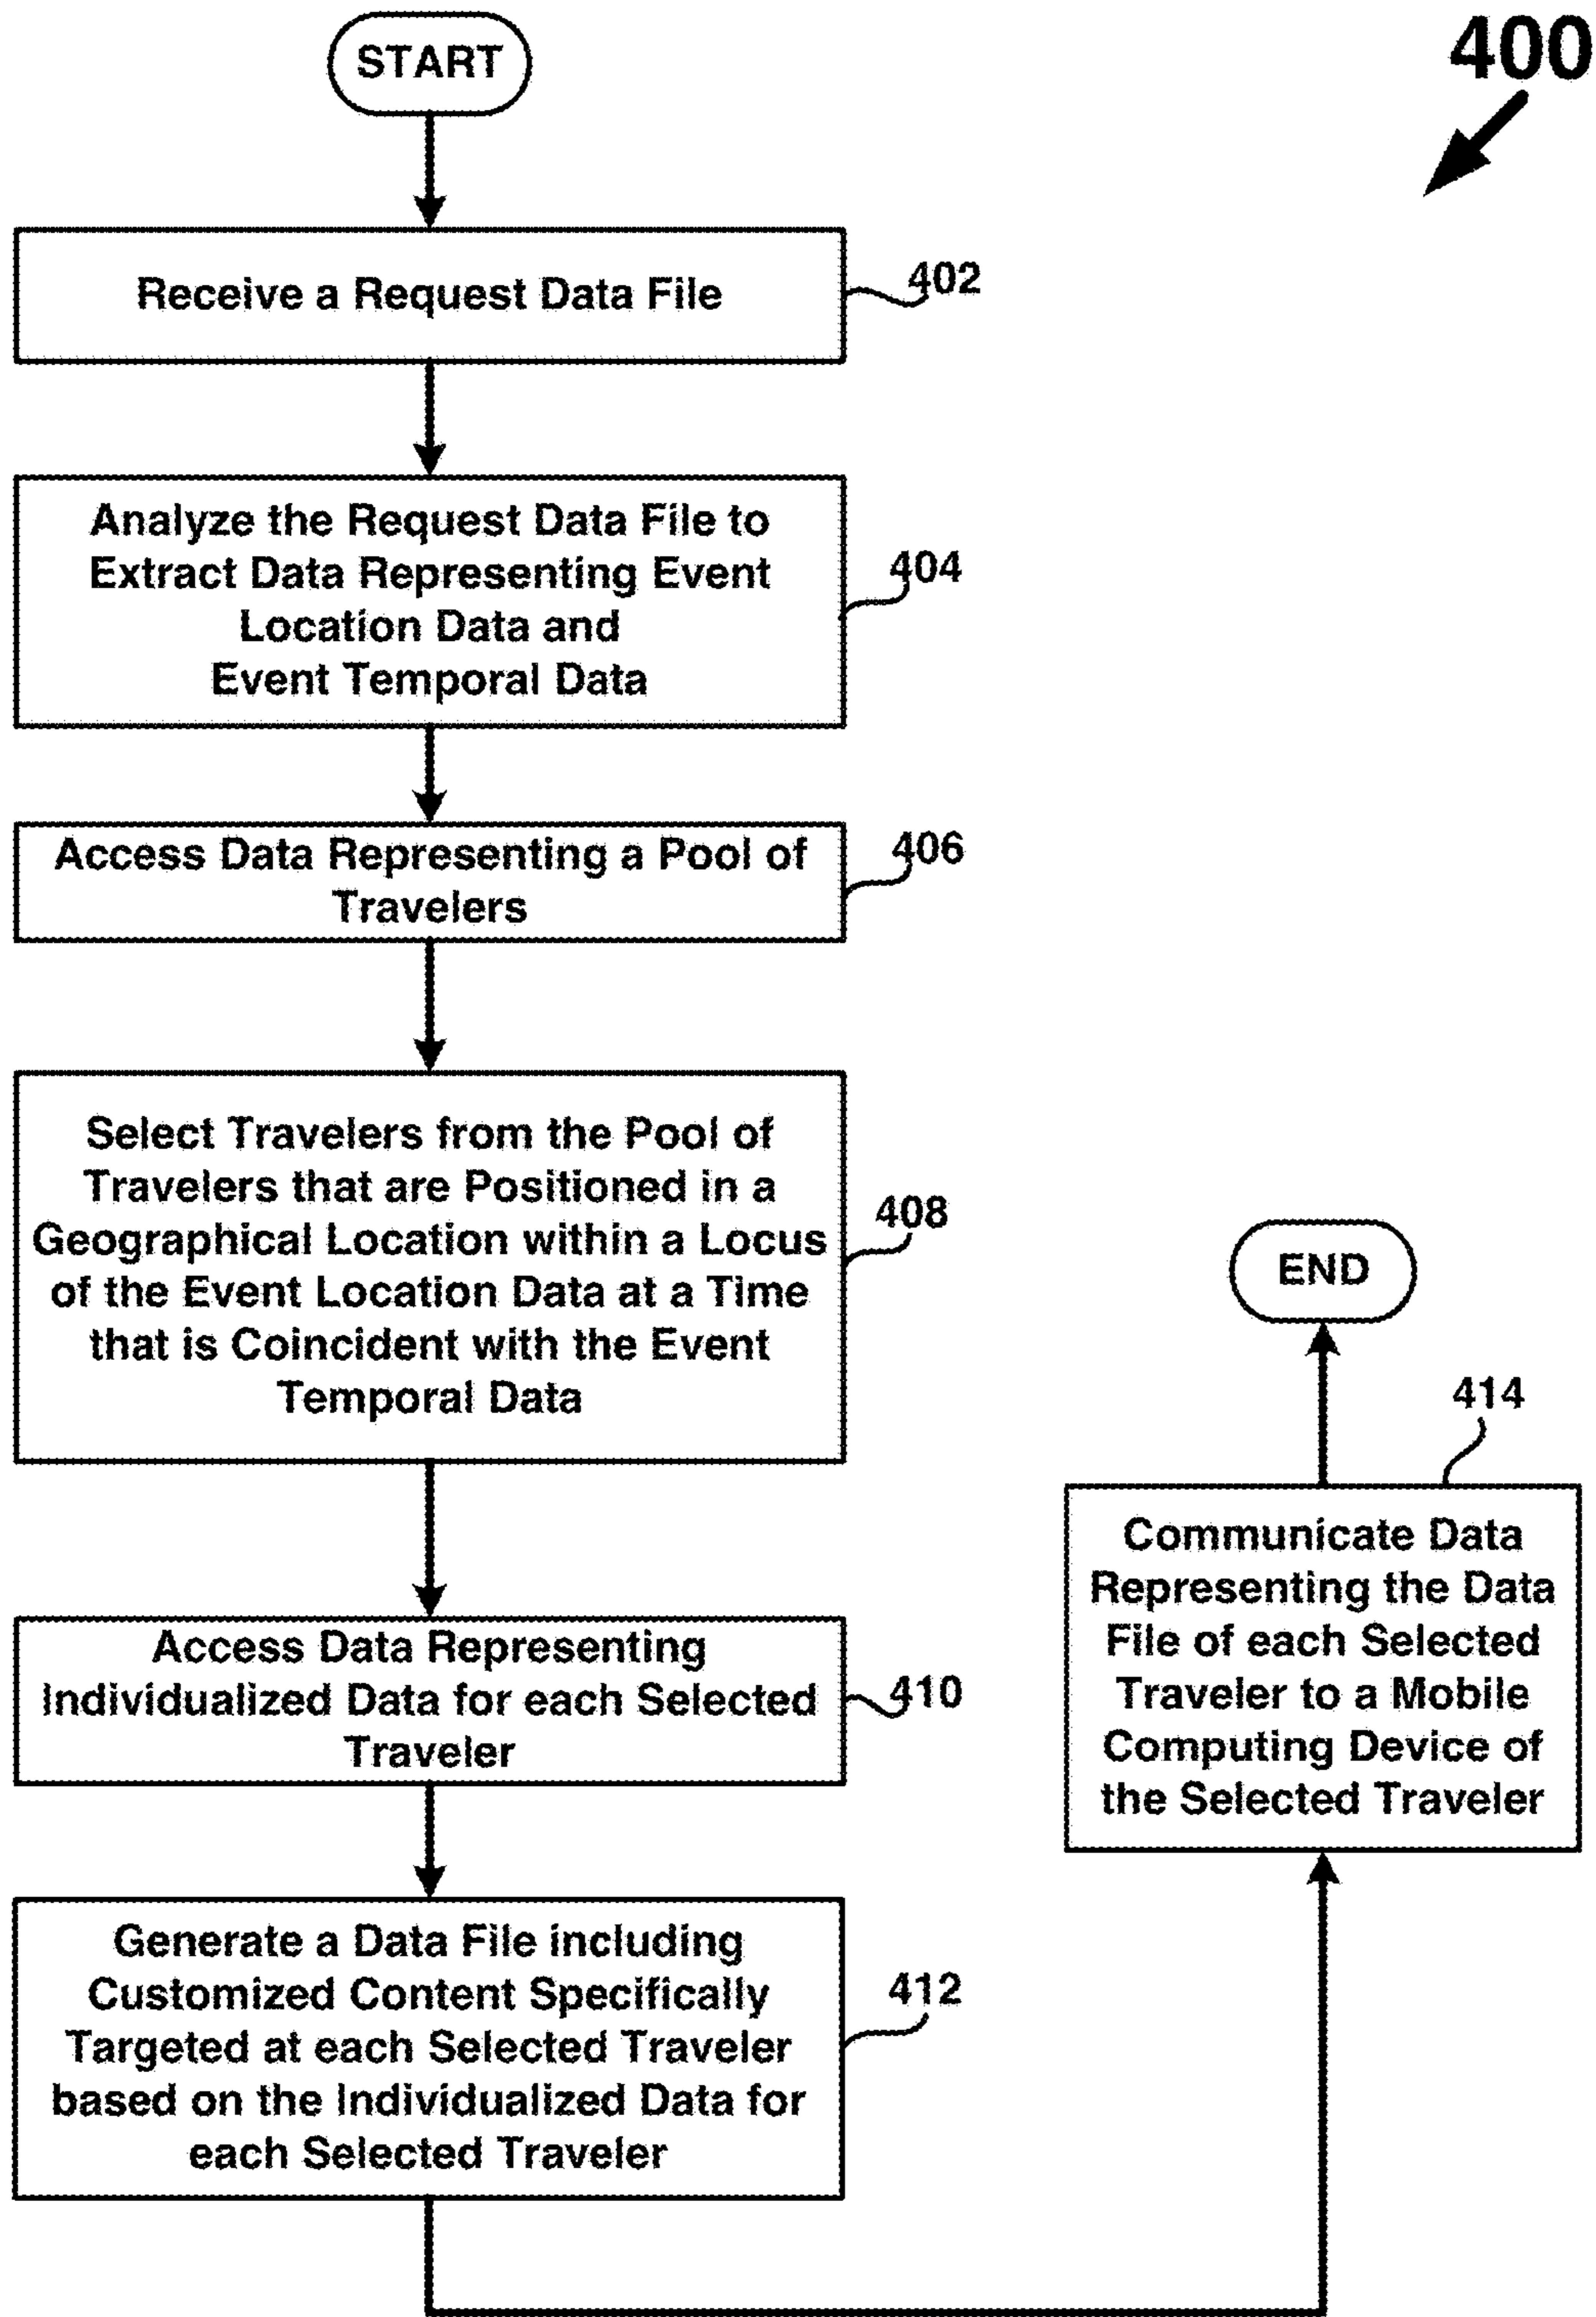 START
400
Receive a Request Data File
402
Analyze the Request Data File to
Extract Data Representing Event
Location Data and
Event Temporal Data
404
Access Data Representing a Pool of
Travelers
406
Select Travelers from the Pool of
Travelers that are Positioned in a
Geographical Location within a Locus
of the Event Location Data at a Time
that is Coincident with the Event
Temporal Data
408
Access Data Representing
Individualized Data for each Selected
Traveler
410
Generate a Data File including
Customized Content Specifically
Targeted at each Selected Traveler
based on the Individualized Data for
each Selected Traveler
412
Communicate Data
Representing the Data
File of each Selected
Traveler to a Mobile
Computing Device of
the Selected Traveler
414
END